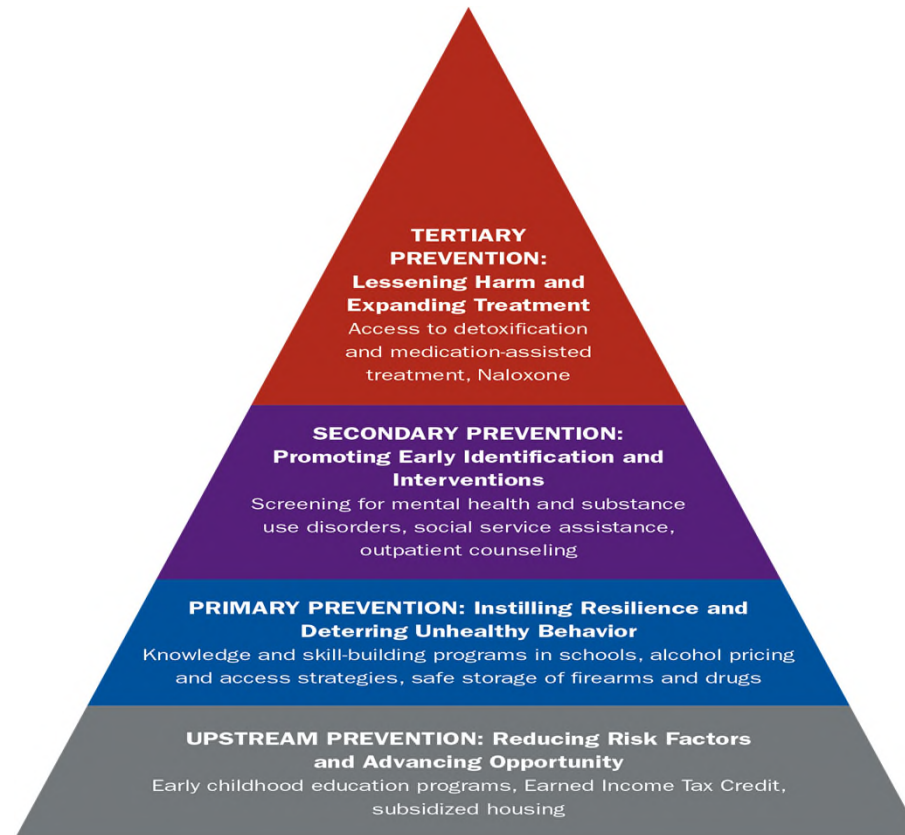 TERTIARY
PREVENTION:
Lessening Harm and
Expanding Treatment
Access to detoxification
and medication-assisted
treatment, Naloxone
SECONDARY PREVENTION:
Promoting Early Identification and
Interventions
Screening for mental health and substance
use disorders, social service assistance,
outpatient counseling
PRIMARY PREVENTION: Instilling Resilience and
Deterring Unhealthy Behavior
Knowledge and skill-building programs in schools, alcohol pricing
and access strategies, safe storage of firearms and drugs
UPSTREAM PREVENTION: Reducing Risk Factors
and Advancing Opportunity
Early childhood education programs, Earned Income Tax Credit,
subsidized housing